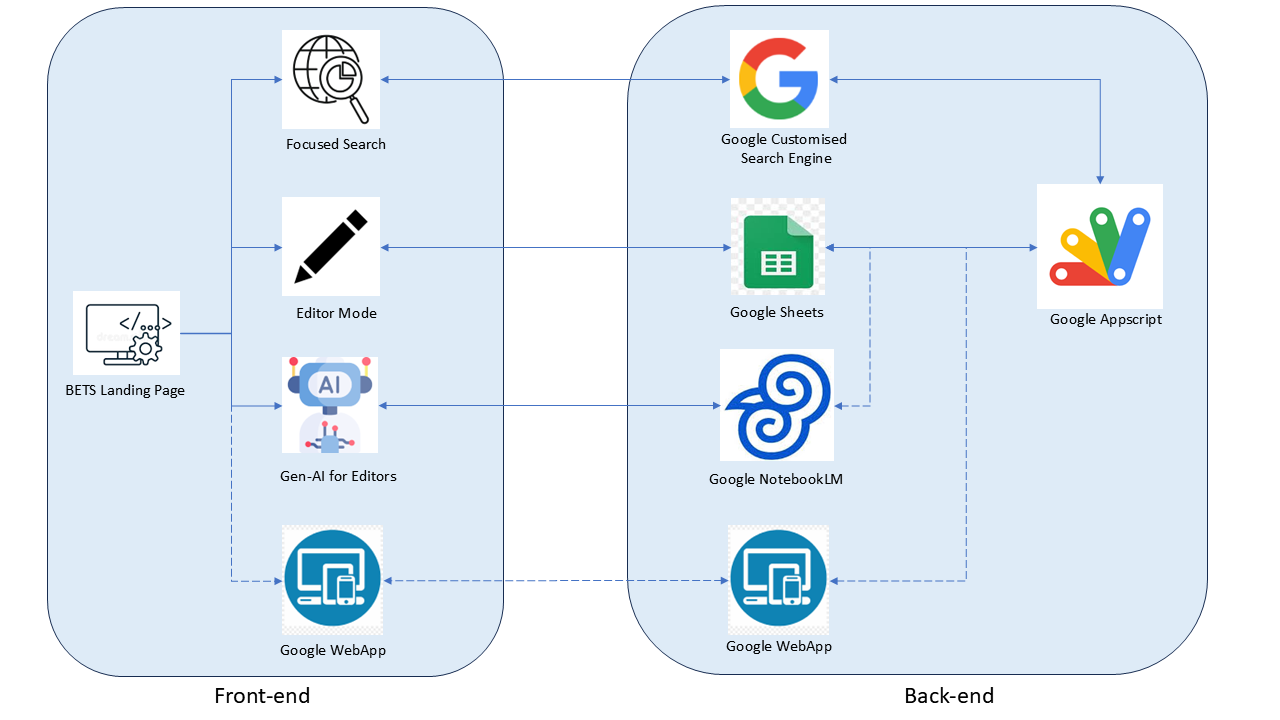 Focused Search
Editor Mode
BETS Landing Page
AI
Gen-AI for Editors
Google WebApp
Front-end
Google Customised
Search Engine
Google Sheets
Google Appscript
Google NotebookLM
Google WebApp
Back-end